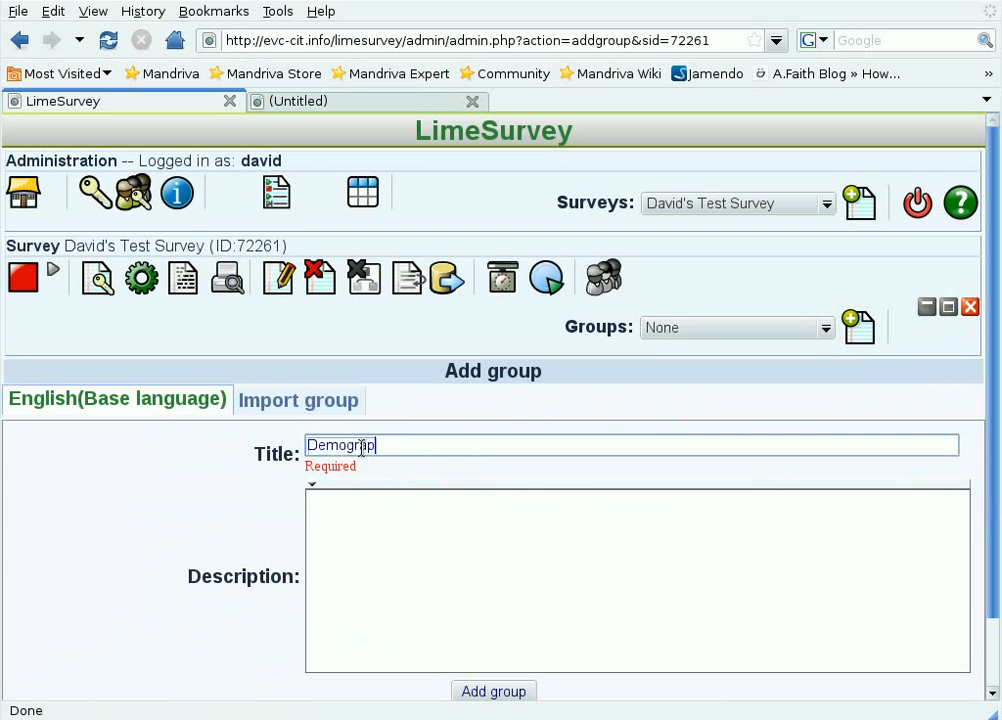 File Edit View History Bookmarks Tools Help
http://evc-cit.info/limesurvey/admin/admin.php?action=addgroup&sid=72261 G Google
Most Visited Mandriva Mandriva Store Mandriva Expert Community Mandriva Wiki Jamendo A.Faith Blog » How... »
LimeSurvey (Untitled)
LimeSurvey
Administration -- Logged in as: david
Surveys: David's Test Survey ?
Survey David's Test Survey (ID:72261)
Groups: None
Add group
English(Base language) Import group
Title: Demograp
Required
Description:
Add group
Done